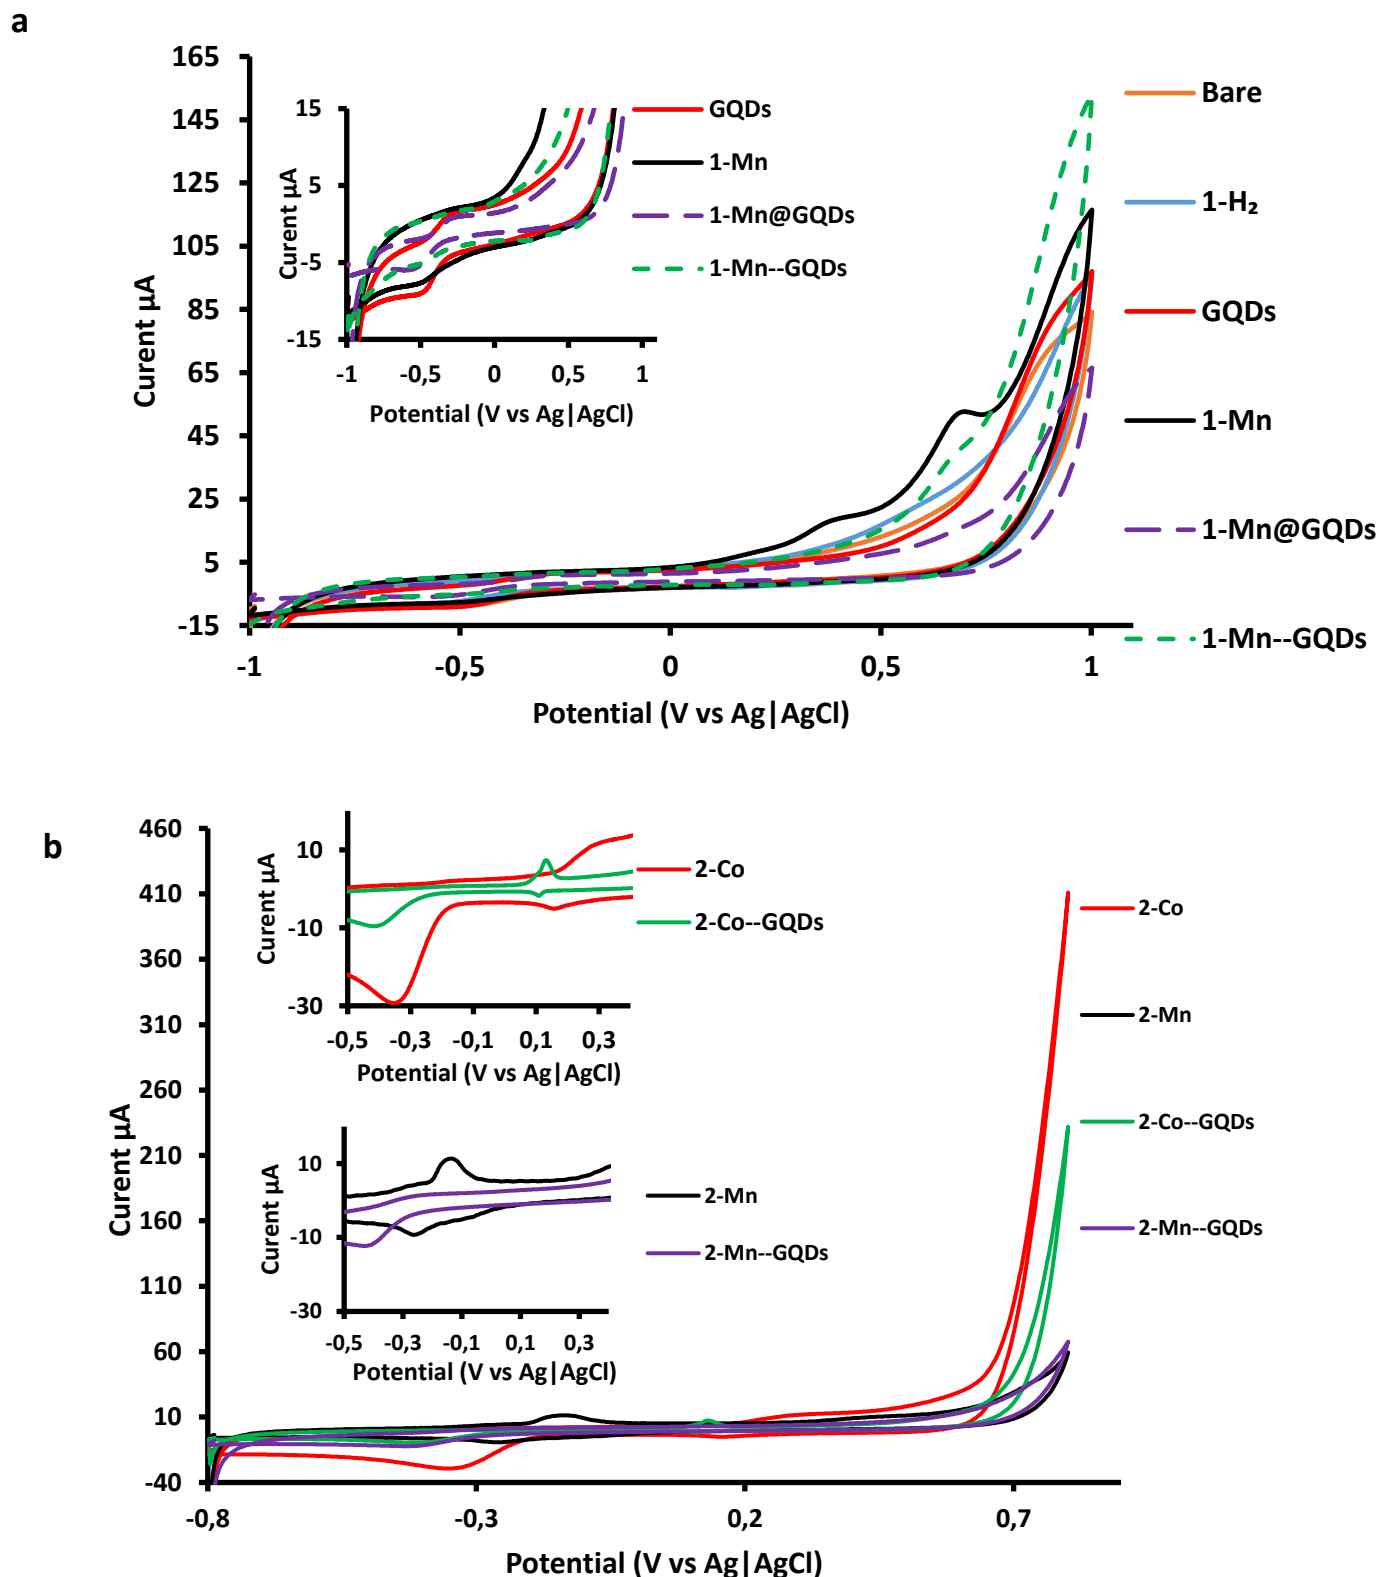 a
165
145
125
105
85
65
45
25
5
-15
Curent µA
-1
-0,5
0
0,5
1
Potential (V vs Ag|AgCl)
15
5
-5
-15
Curent µA
-1
-0,5
0
0,5
1
Potential (V vs Ag|AgCl)
GQDs
1-Mn
1-Mn@GQDs
1-Mn--GQDs
Bare
1-H₂
GQDs
1-Mn
1-Mn@GQDs
1-Mn--GQDs
b
460
410
360
310
260
210
160
110
60
10
-40
Curent µA
-0,8
-0,3
0,2
0,7
Potential (V vs Ag|AgCl)
10
-10
-30
Curent µA
-0,5
-0,3
-0,1
0,1
0,3
Potential (V vs Ag|AgCl)
2-Co
2-Co--GQDs
10
-10
-30
Curent µA
-0,5
-0,3
-0,1
0,1
0,3
Potential (V vs Ag|AgCl)
2-Mn
2-Mn--GQDs
2-Co
2-Mn
2-Co--GQDs
2-Mn--GQDs